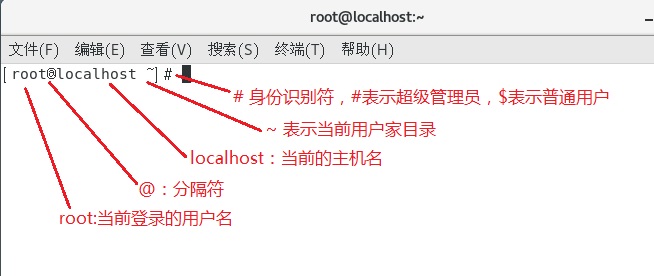 root@localhost:~
文件(F) 编辑(E) 查看(V) 搜索(S) 终端(T) 帮助(H)
[root@localhost ~] #
# 身份识别符，#表示超级管理员，$表示普通用户
~ 表示当前用户家目录
localhost：当前的主机名
@：分隔符
root:当前登录的用户名